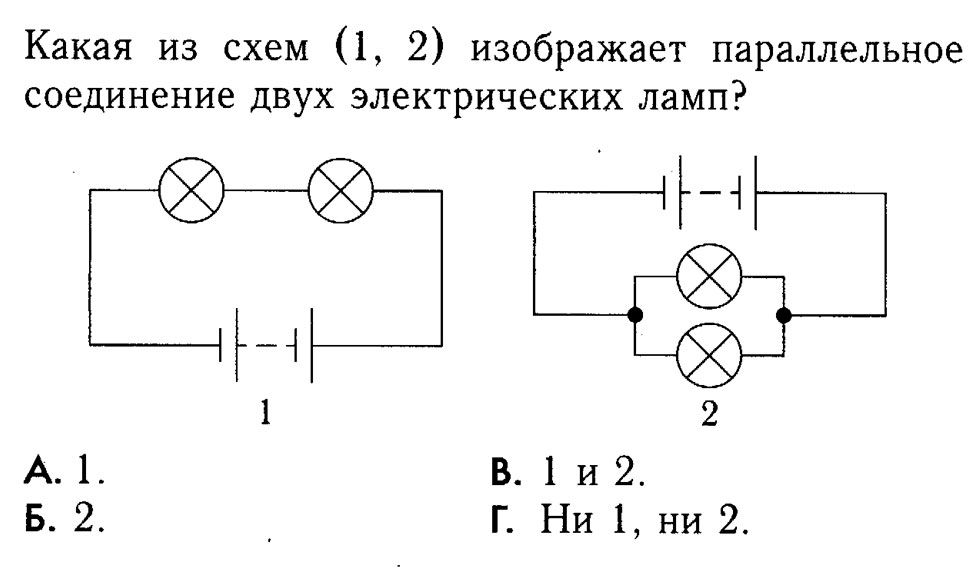 Какая из схем (1, 2) изображает параллельное
соединение двух электрических ламп?
1
2
А. 1.
Б. 2.
В. 1 и 2.
Г. Ни 1, ни 2.